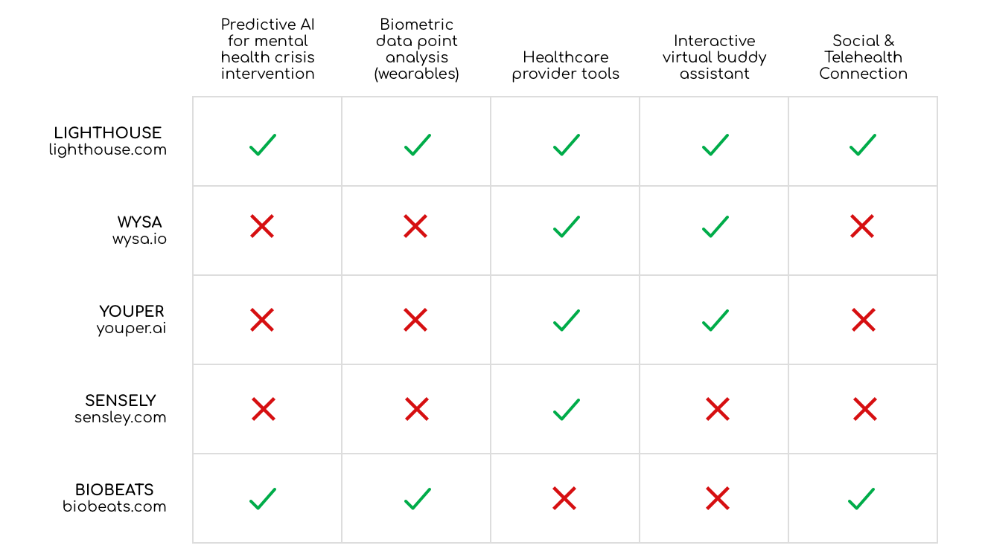 Predictive AI
for mental
health crisis
intervention
Biometric
data point
analysis
(wearables)
Healthcare
provider tools
Interactive
virtual buddy
assistant
Social &
Telehealth
Connection
LIGHTHOUSE
lighthouse.com
WYSA
wysa.io
YOUPER
youper.ai
SENSELY
sensley.com
BIOBEATS
biobeats.com